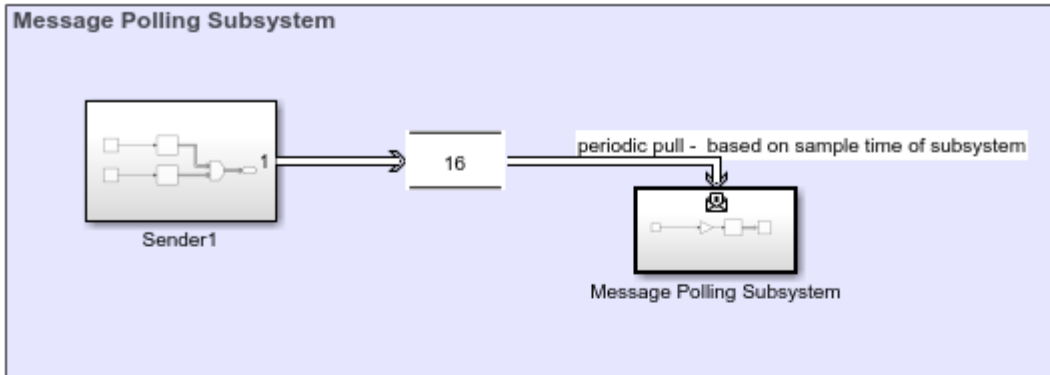 Message Polling Subsystem
periodic pull -  based on sample time of subsystem
1
16
Sender1
Message Polling Subsystem